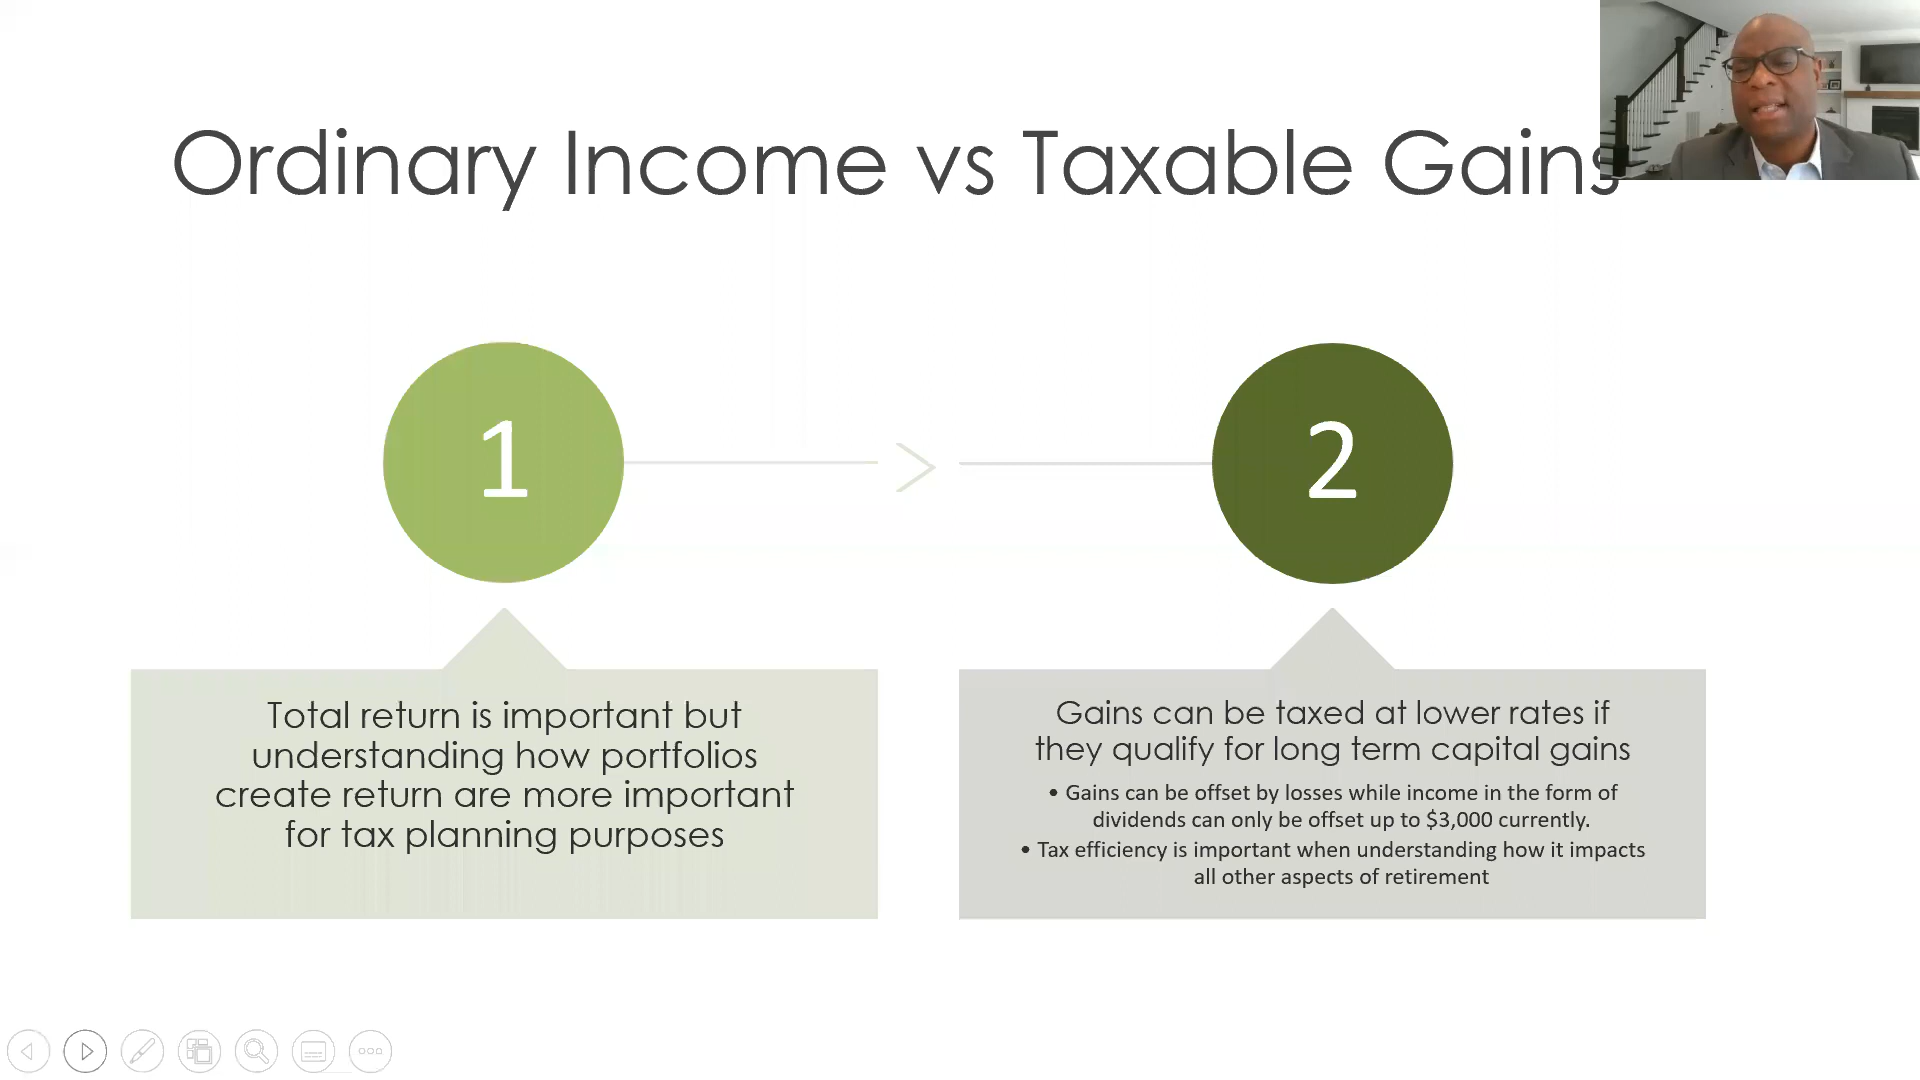 Ordinary Income vs Taxable Gains
1
2
Total return is important but
understanding how portfolios
create return are more important
for tax planning purposes
Gains can be taxed at lower rates if
they qualify for long term capital gains
• Gains can be offset by losses while income in the form of
dividends can only be offset up to $3,000 currently.
• Tax efficiency is important when understanding how it impacts
all other aspects of retirement